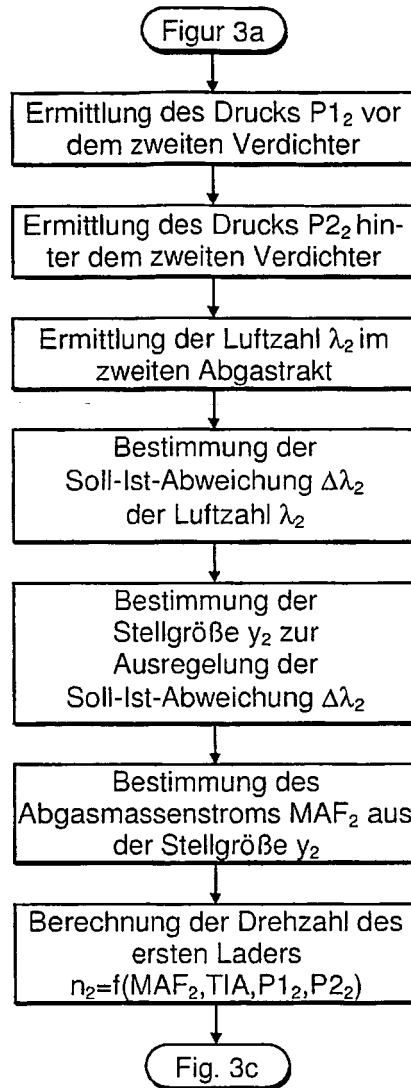 Figur 3a
Ermittlung des Drucks P1₂ vor
dem zweiten Verdichter
Ermittlung des Drucks P2₂ hin-
ter dem zweiten Verdichter
Ermittlung der Luftzahl λ₂ im
zweiten Abgastrakt
Bestimmung der
Soll-Ist-Abweichung Δλ₂
der Luftzahl λ₂
Bestimmung der
Stellgröße y₂ zur
Ausregelung der
Soll-Ist-Abweichung Δλ₂
Bestimmung des
Abgasmassenstroms MAF₂ aus
der Stellgröße y₂
Berechnung der Drehzahl des
ersten Laders
n₂=f(MAF₂,TIA,P1₂,P2₂)
Fig. 3c